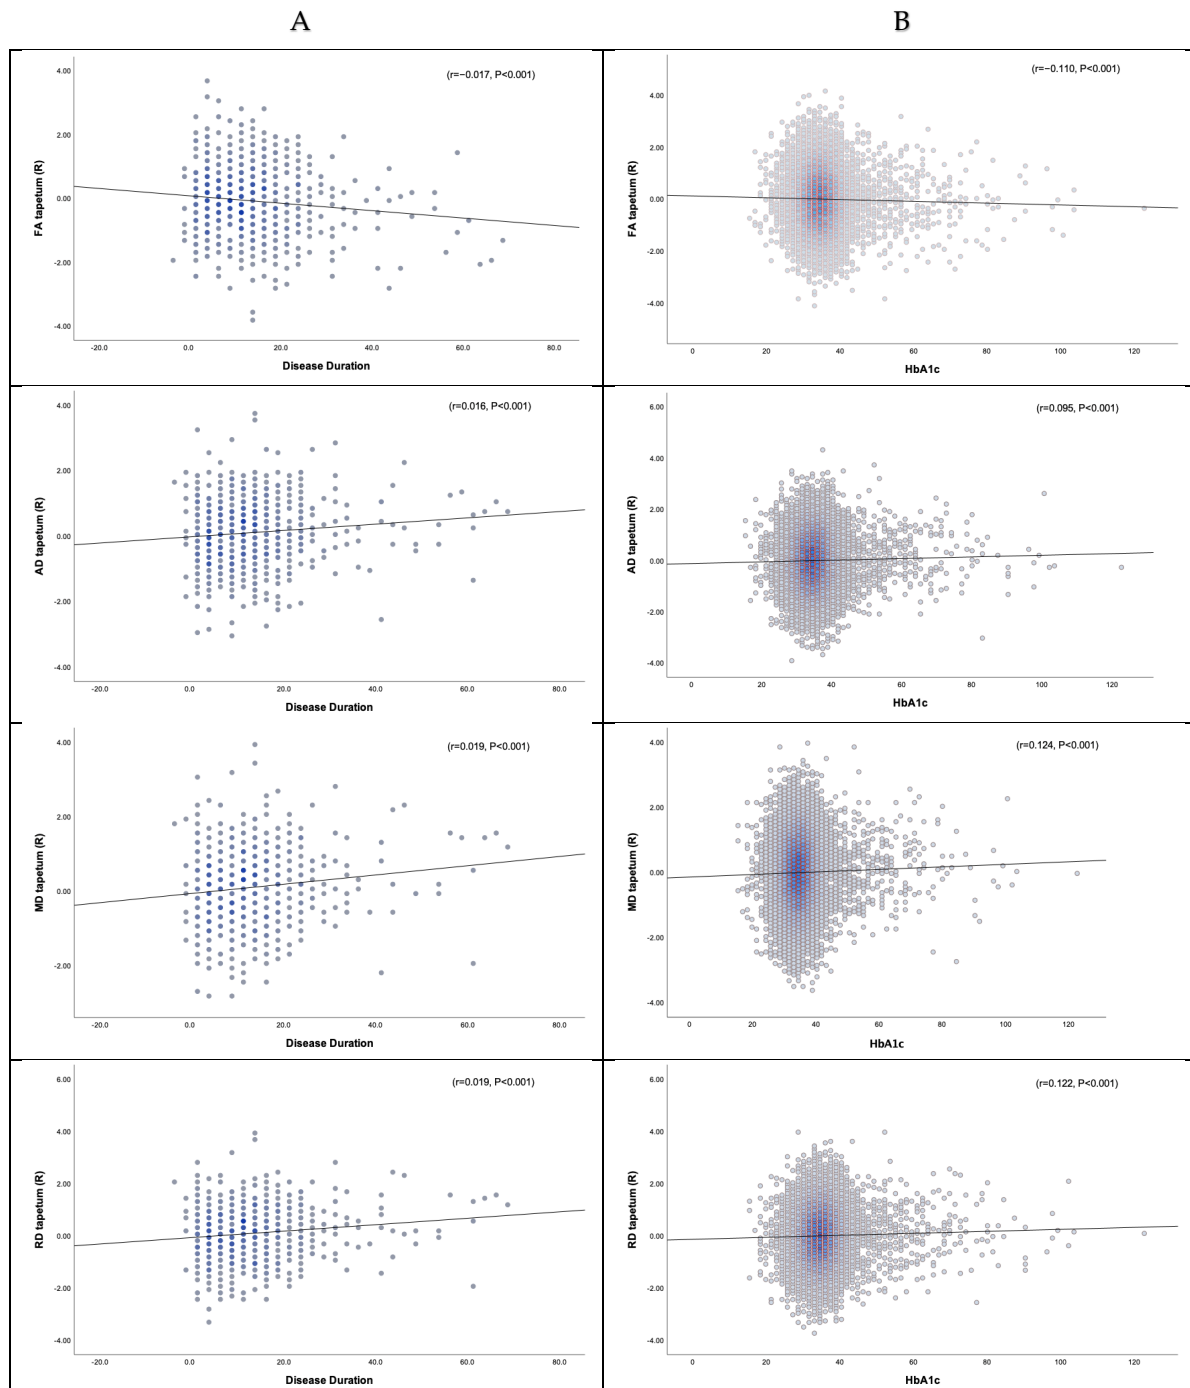 A
B
(r=−0.017, P<0.001)
4.00
2.00
0.00
-2.00
-4.00
FA tapetum (R)
-20.0 0.0 20.0 40.0 60.0 80.0
Disease Duration
(r=−0.110, P<0.001)
4.00
2.00
0.00
-2.00
-4.00
FA tapetum (R)
0 20 40 60 80 100 120
HbA1c
(r=0.016, P<0.001)
4.00
2.00
0.00
-2.00
-4.00
AD tapetum (R)
-20.0 0.0 20.0 40.0 60.0 80.0
Disease Duration
(r=0.095, P<0.001)
6.00
4.00
2.00
0.00
-2.00
-4.00
AD tapetum (R)
0 20 40 60 80 100 120
HbA1c
(r=0.019, P<0.001)
4.00
2.00
0.00
-2.00
MD tapetum (R)
-20.0 0.0 20.0 40.0 60.0 80.0
Disease Duration
(r=0.124, P<0.001)
4.00
2.00
0.00
-2.00
-4.00
MD tapetum (R)
0 20 40 60 80 100 120
HbA1c
(r=0.019, P<0.001)
6.00
4.00
2.00
0.00
-2.00
-4.00
RD tapetum (R)
-20.0 0.0 20.0 40.0 60.0 80.0
Disease Duration
(r=0.122, P<0.001)
6.00
4.00
2.00
0.00
-2.00
-4.00
RD tapetum (R)
0 20 40 60 80 100 120
HbA1c